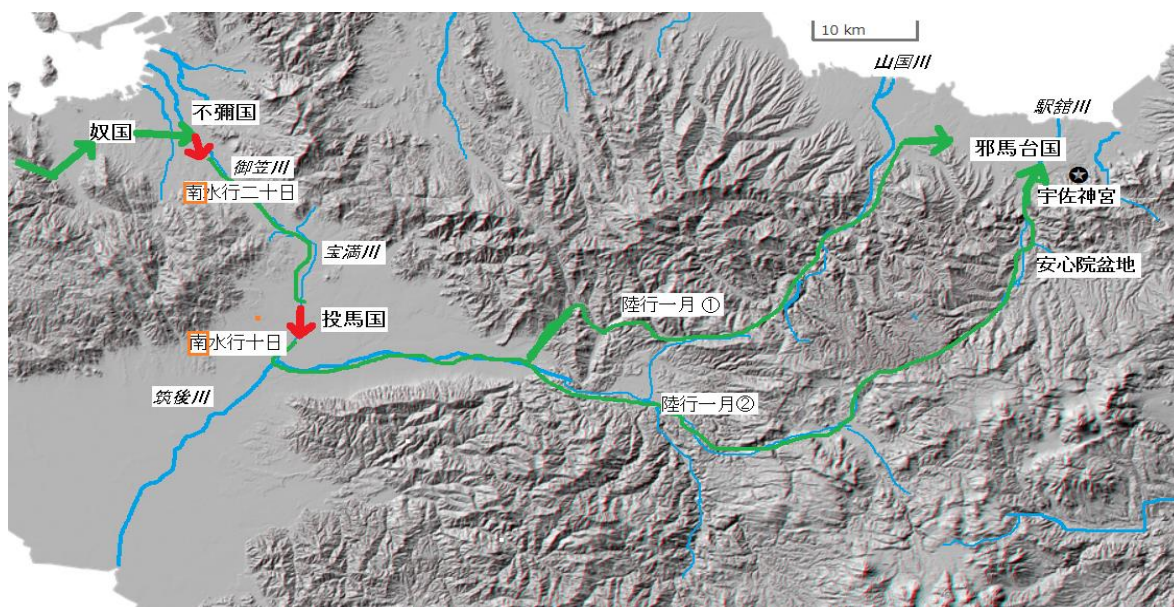 10 km
山国川
駅舘川
不彌国
奴国
邪馬台国
御笠川
南水行二十日
宇佐神宮
宝満川
安心院盆地
陸行一月①
投馬国
南水行十日
筑後川
陸行一月②